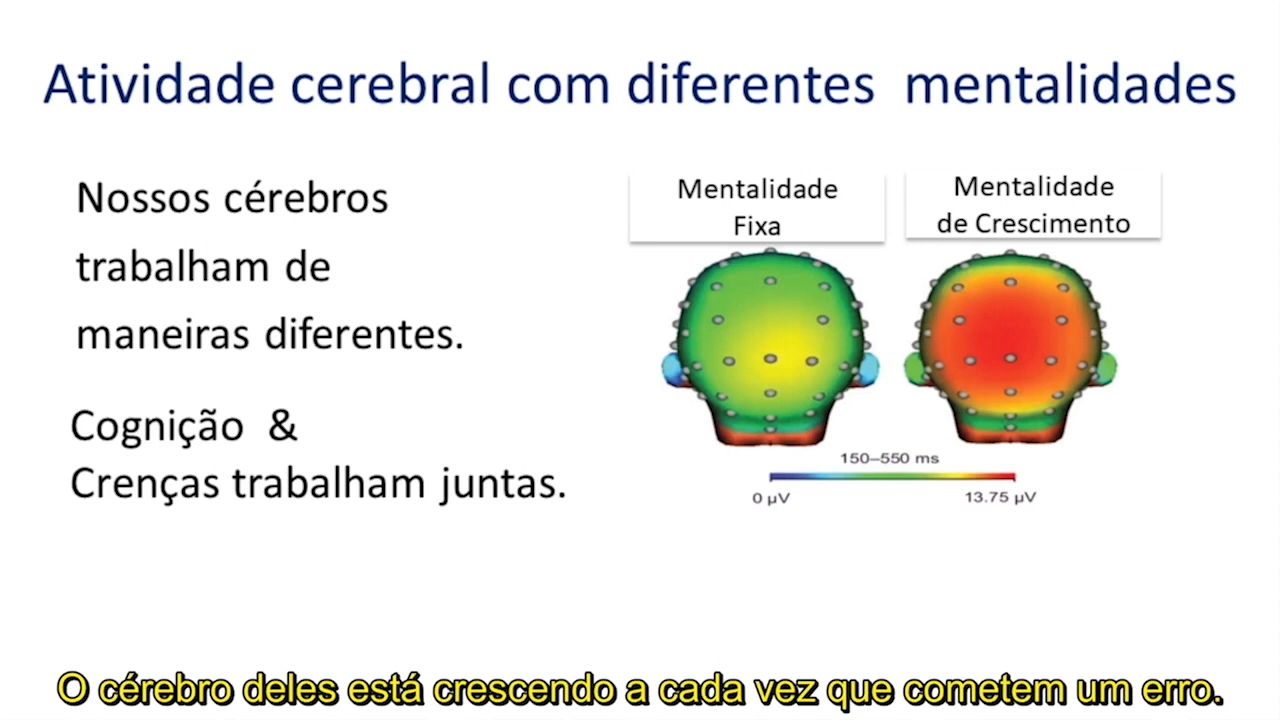 Atividade cerebral com diferentes mentalidades
Nossos cérebros
trabalham de
maneiras diferentes.
Cognição &
Crenças trabalham juntas.
Mentalidade
Fixa
Mentalidade
de Crescimento
150–550 ms
0 µV
13.75 µV
O cérebro deles está crescendo a cada vez que cometem um erro.